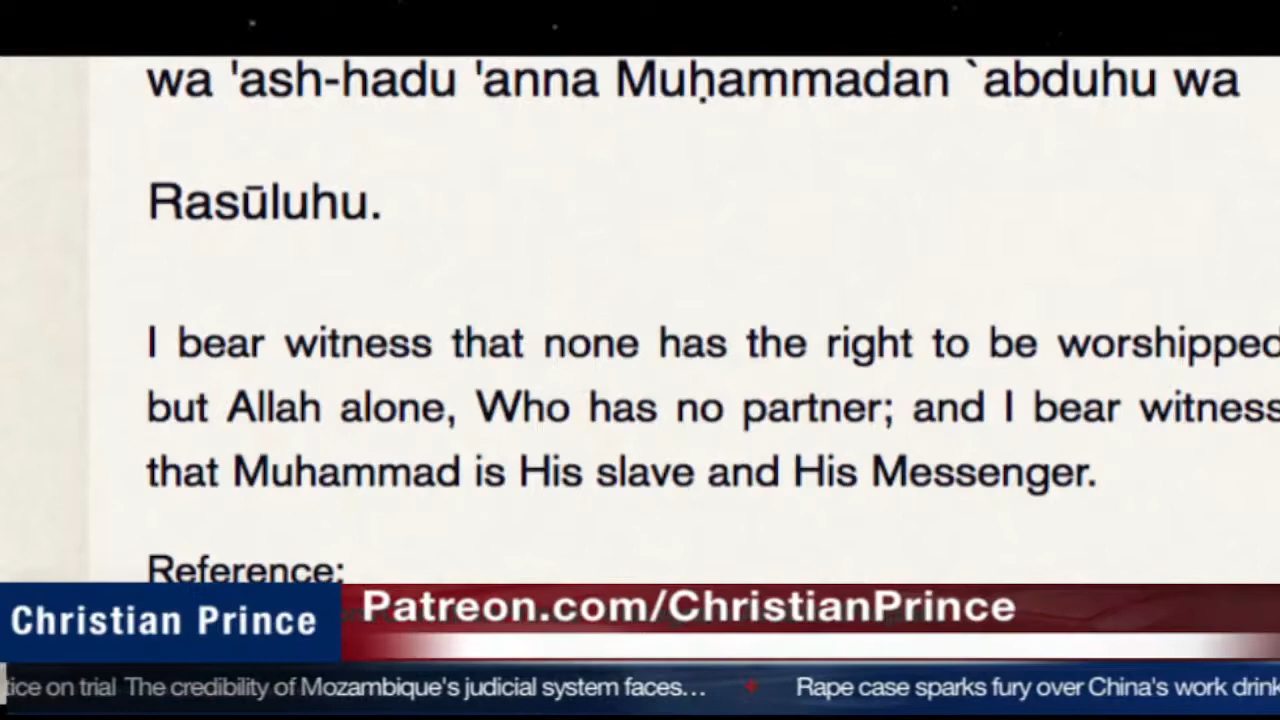 wa 'ash-hadu 'anna Muḥammadan `abduhu wa
Rasūluhu.
I bear witness that none has the right to be worshipped
but Allah alone, Who has no partner; and I bear witness
that Muhammad is His slave and His Messenger.
Reference:
Christian Prince
Patreon.com/ChristianPrince
tice on trial The credibility of Mozambique's judicial system faces... Rape case sparks fury over China's work drink